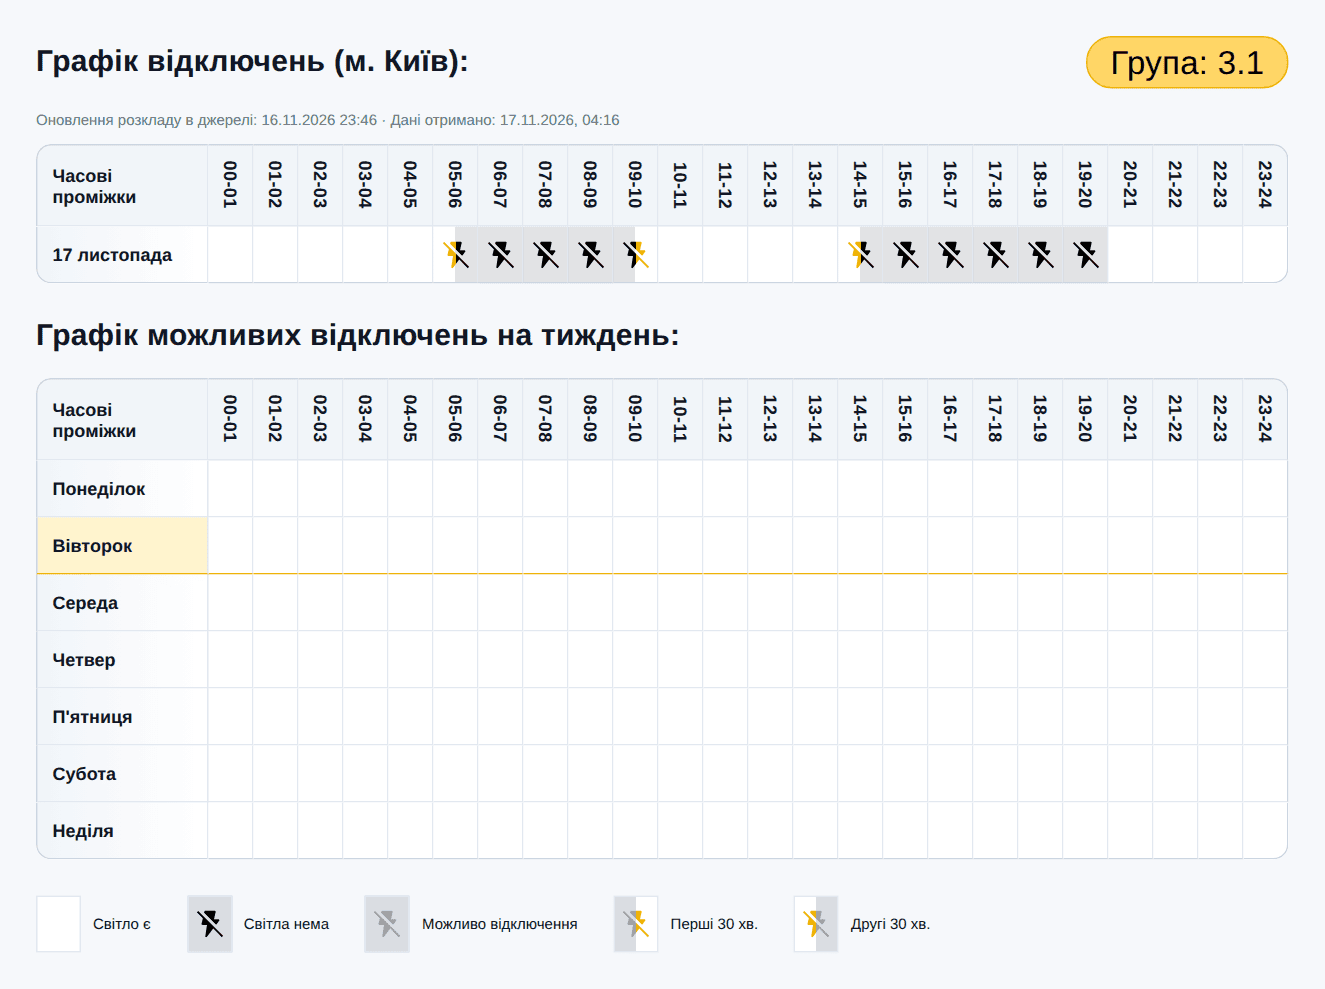 Графік відключень (м. Київ):
Група: 3.1
Оновлення розкладу в джерелі: 16.11.2026 23:46 · Дані отримано: 17.11.2026, 04:16
Часові
проміжки
00-01 01-02 02-03 03-04 04-05 05-06 06-07 07-08 08-09 09-10 10-11 11-12 12-13 13-14 14-15 15-16 16-17 17-18 18-19 19-20 20-21 21-22 22-23 23-24
17 листопада
Графік можливих відключень на тиждень:
Часові
проміжки
00-01 01-02 02-03 03-04 04-05 05-06 06-07 07-08 08-09 09-10 10-11 11-12 12-13 13-14 14-15 15-16 16-17 17-18 18-19 19-20 20-21 21-22 22-23 23-24
Понеділок
Вівторок
Середа
Четвер
П'ятниця
Субота
Неділя
Світло є Світла нема Можливо відключення Перші 30 хв. Другі 30 хв.